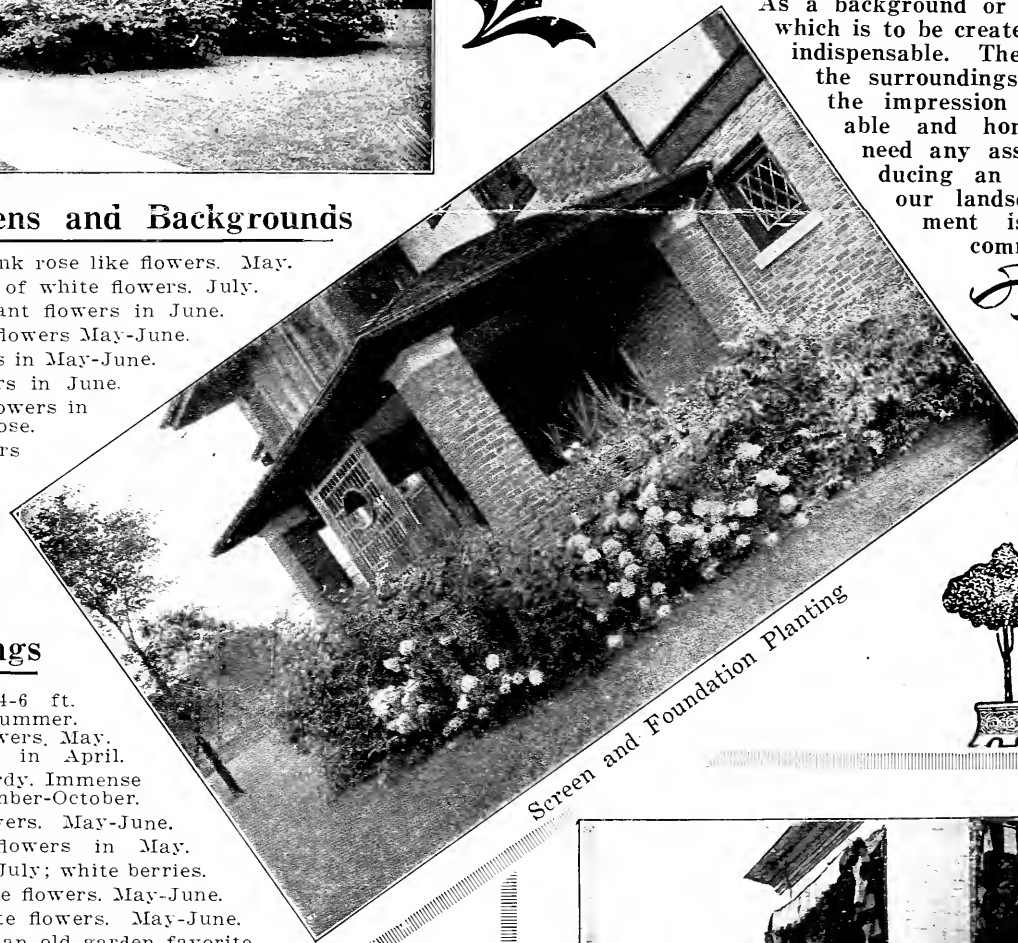 As a background or
which is to be create
indispensable. The
the surroundings
the impression
able and hor
need any ass
ducing an
our landsc
ment is
comm
ens and Backgrounds
nk rose like flowers. May.
of white flowers. July.
ant flowers in June.
flowers May-June.
s in May-June.
rs in June.
owers in
ose.
rs
Screen and Foundation Planting
ngs
4-6 ft.
ummer.
wers. May.
in April.
rdy. Immense
mber-October.
vers. May-June.
flowers in May.
July; white berries.
e flowers. May-June.
te flowers. May-June.
an old garden favorite